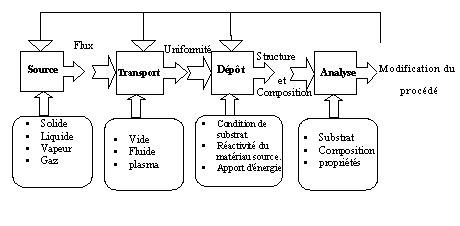 Flux
Uniformité
Structure
et
Composition
Source
Transport
Dépôt
Analyse
Modification du
procédé
Solide
Liquide
Vapeur
Gaz
Vide
Fluide
plasma
Condition de
substrat.
Réactivité du
matériau source.
Apport d'énergie
Substrat
Composition
propriétés